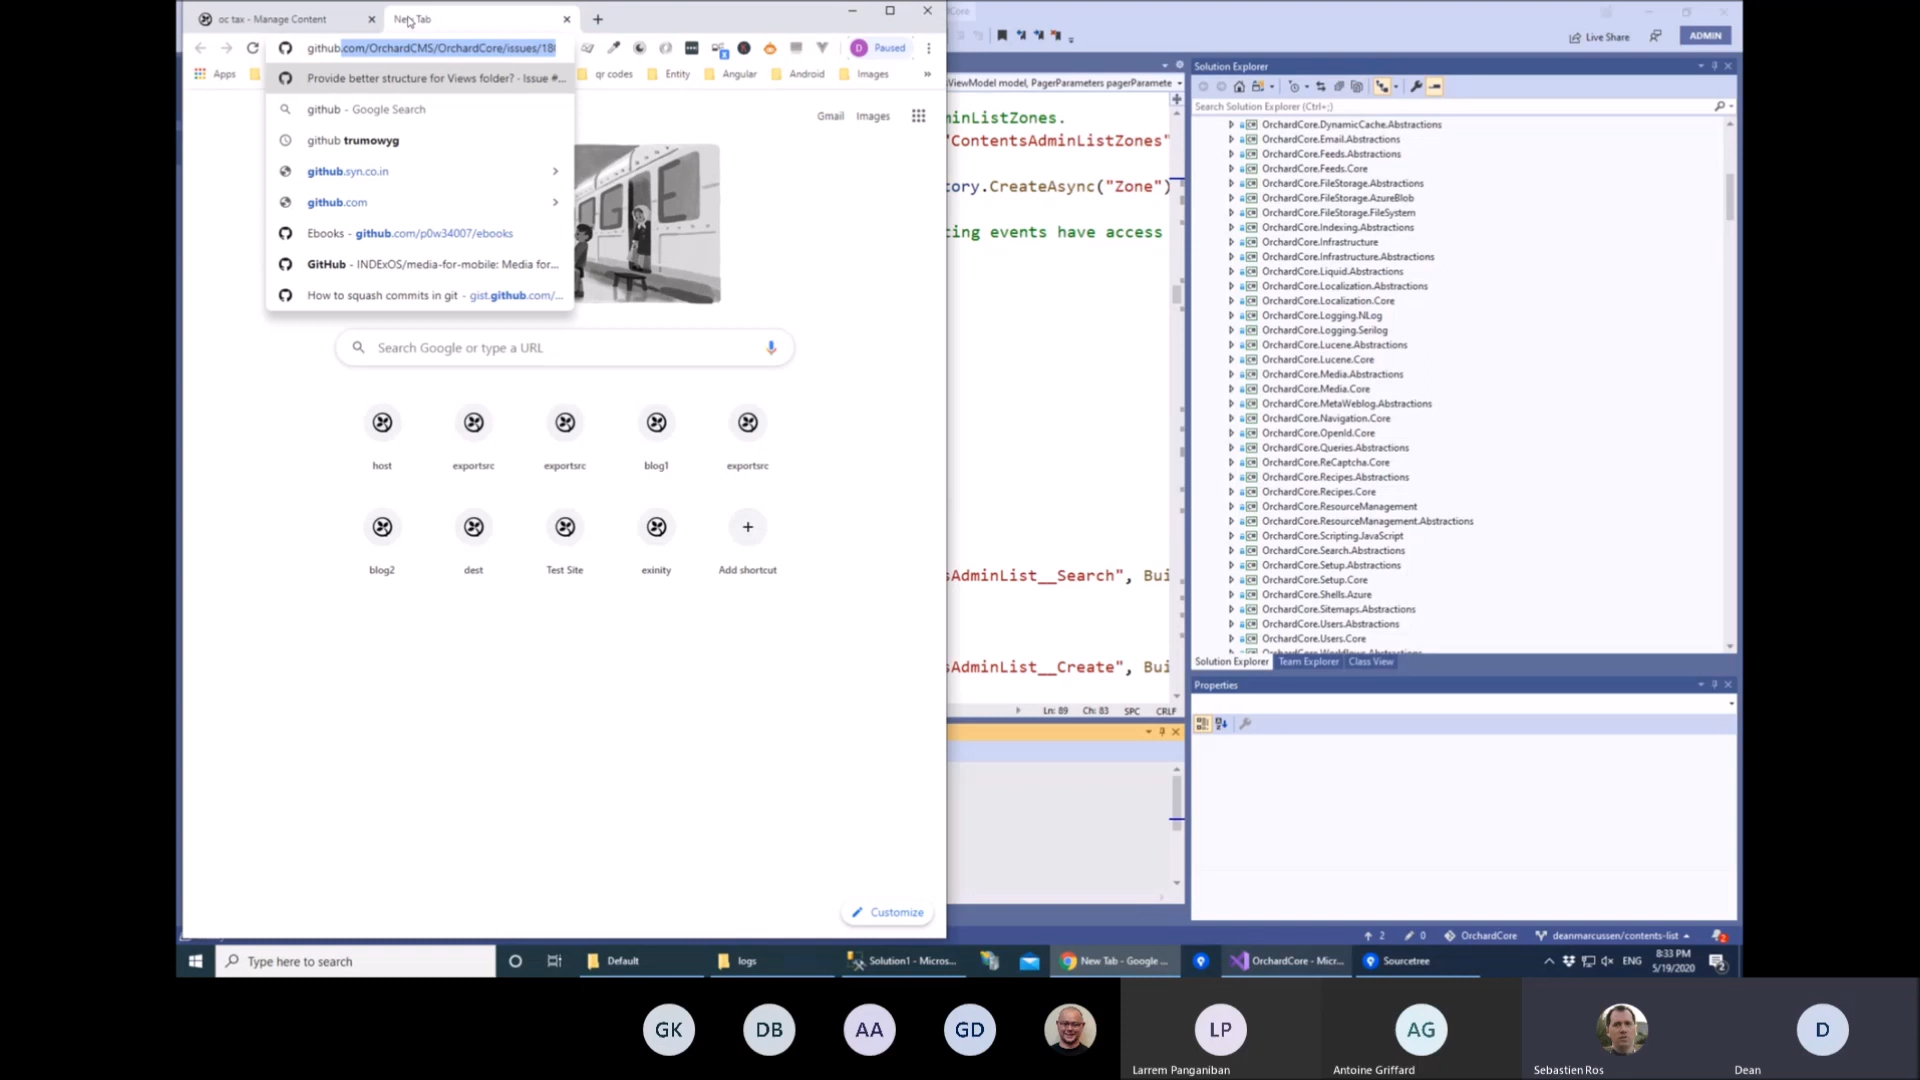 oc tax - Manage Content
New Tab
github.com/OrchardCMS/OrchardCore/issues/18
Paused
Apps
qr codes
Entity
Angular
Android
Images
»
Provide better structure for Views folder? - Issue #...
github - Google Search
github trumowyg
github.syn.co.in
github.com
Ebooks - github.com/p0w34007/ebooks
GitHub - INDExOS/media-for-mobile: Media for...
How to squash commits in git - gist.github.com/...
Gmail
Images
Search Google or type a URL
host
exportsrc
exportsrc
blog1
exportsrc
blog2
dest
Test Site
exinity
Add shortcut
Customize
Live Share
ADMIN
ViewModel model, PagerParameters pagerParamete
inListZones.
"ContentsAdminListZones"
ory.CreateAsync("Zone")
ing events have access
sAdminList__Search", Bui
sAdminList__Create", Bui
Ln: 89
Ch: 83
SPC
CRLF
Solution Explorer
Search Solution Explorer (Ctrl+;)
OrchardCore.DynamicCache.Abstractions
OrchardCore.Email.Abstractions
OrchardCore.Feeds.Abstractions
OrchardCore.Feeds.Core
OrchardCore.FileStorage.Abstractions
OrchardCore.FileStorage.AzureBlob
OrchardCore.FileStorage.FileSystem
OrchardCore.Indexing.Abstractions
OrchardCore.Infrastructure
OrchardCore.Infrastructure.Abstractions
OrchardCore.Liquid.Abstractions
OrchardCore.Localization.Abstractions
OrchardCore.Localization.Core
OrchardCore.Logging.NLog
OrchardCore.Logging.Serilog
OrchardCore.Lucene.Abstractions
OrchardCore.Lucene.Core
OrchardCore.Media.Abstractions
OrchardCore.Media.Core
OrchardCore.MetaWeblog.Abstractions
OrchardCore.Navigation.Core
OrchardCore.OpenId.Core
OrchardCore.Queries.Abstractions
OrchardCore.ReCaptcha.Core
OrchardCore.Recipes.Abstractions
OrchardCore.Recipes.Core
OrchardCore.ResourceManagement
OrchardCore.ResourceManagement.Abstractions
OrchardCore.Scripting.JavaScript
OrchardCore.Search.Abstractions
OrchardCore.Setup.Abstractions
OrchardCore.Setup.Core
OrchardCore.Shells.Azure
OrchardCore.Sitemaps.Abstractions
OrchardCore.Users.Abstractions
OrchardCore.Users.Core
Solution Explorer
Team Explorer
Class View
Properties
2
0
OrchardCore
deanmarcussen/contents-list
Type here to search
Default
logs
Solution1 - Micros...
New Tab - Google ...
OrchardCore - Micr...
Sourcetree
ENG
8:33 PM
5/19/2020
GK
DB
AA
GD
LP
Larrem Panganiban
AG
Antoine Griffard
Sebastien Ros
D
Dean